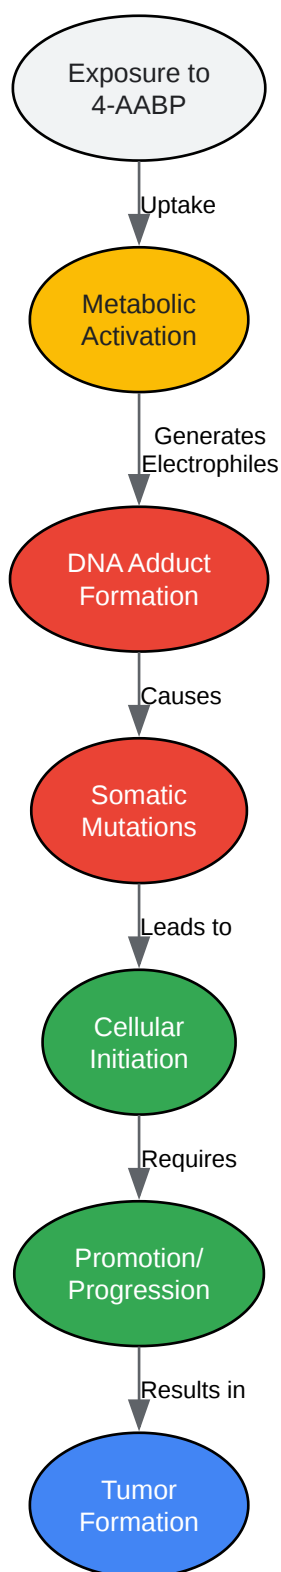 Exposure to
4-AABP
Uptake
Metabolic
Activation
Generates
Electrophiles
DNA Adduct
Formation
Causes
Somatic
Mutations
Leads to
Cellular
Initiation
Requires
Promotion/
Progression
Results in
Tumor
Formation